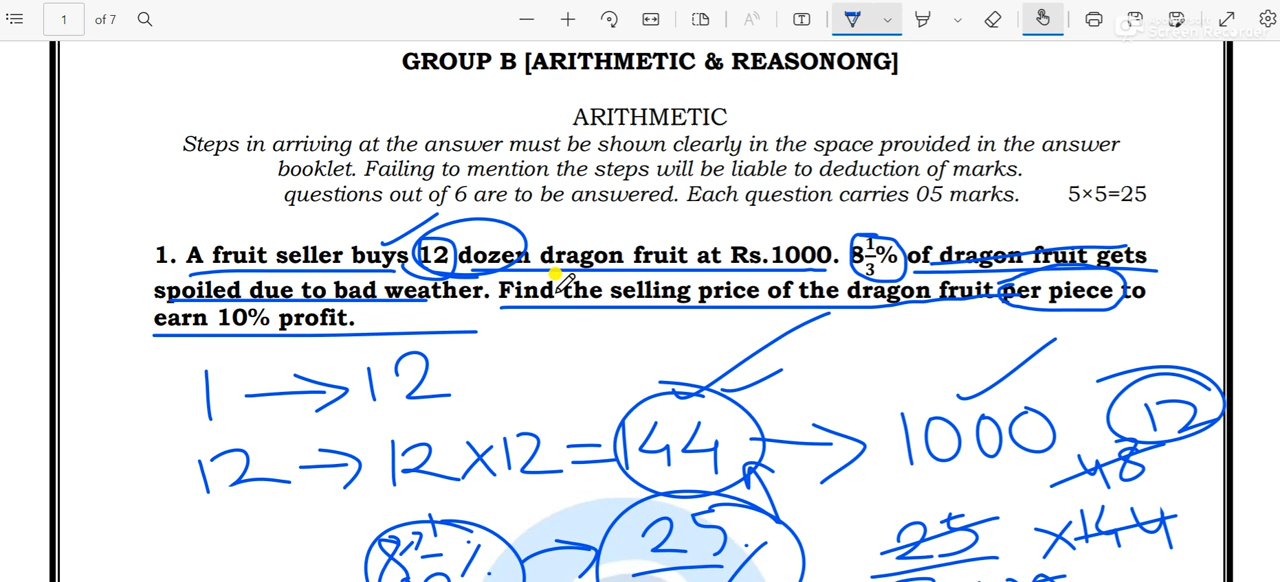 1 of 7
GROUP B [ARITHMETIC & REASONONG]
ARITHMETIC
Steps in arriving at the answer must be shown clearly in the space provided in the answer
booklet. Failing to mention the steps will be liable to deduction of marks.
questions out of 6 are to be answered. Each question carries 05 marks. 5×5=25
1. A fruit seller buys 12 dozen dragon fruit at Rs.1000. 8 1/3 % of dragon fruit gets
spoiled due to bad weather. Find the selling price of the dragon fruit per piece to
earn 10% profit.
1 → 12
12 → 12×12=144 → 1000 12
48
8 1 % → 25 % 25 ×144